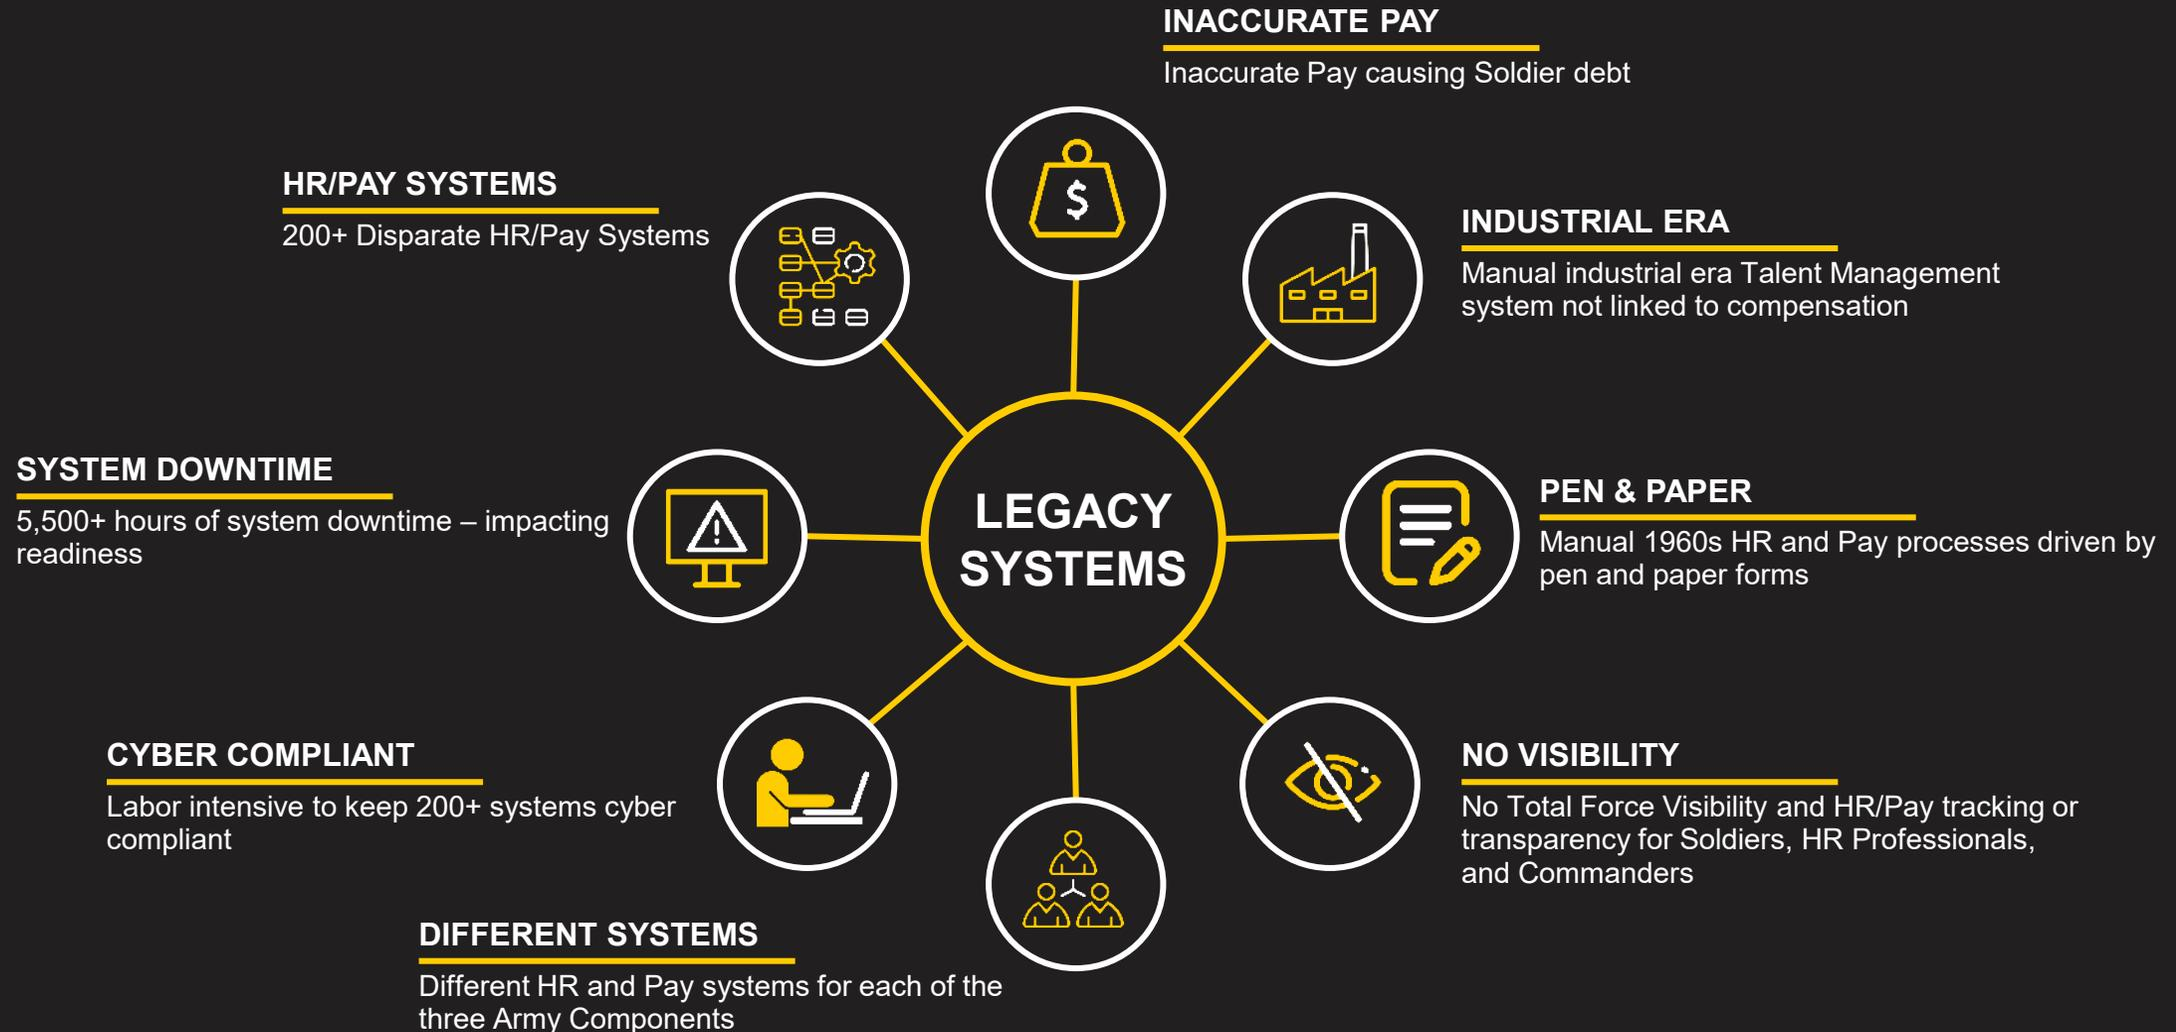 INACCURATE PAY
Inaccurate Pay causing Soldier debt
HR/PAY SYSTEMS
200+ Disparate HR/Pay Systems
$
INDUSTRIAL ERA
Manual industrial era Talent Management
system not linked to compensation
SYSTEM DOWNTIME
5,500+ hours of system downtime – impacting
readiness
!
LEGACY
SYSTEMS
PEN & PAPER
Manual 1960s HR and Pay processes driven by
pen and paper forms
CYBER COMPLIANT
Labor intensive to keep 200+ systems cyber
compliant
NO VISIBILITY
No Total Force Visibility and HR/Pay tracking or
transparency for Soldiers, HR Professionals,
and Commanders
DIFFERENT SYSTEMS
Different HR and Pay systems for each of the
three Army Components